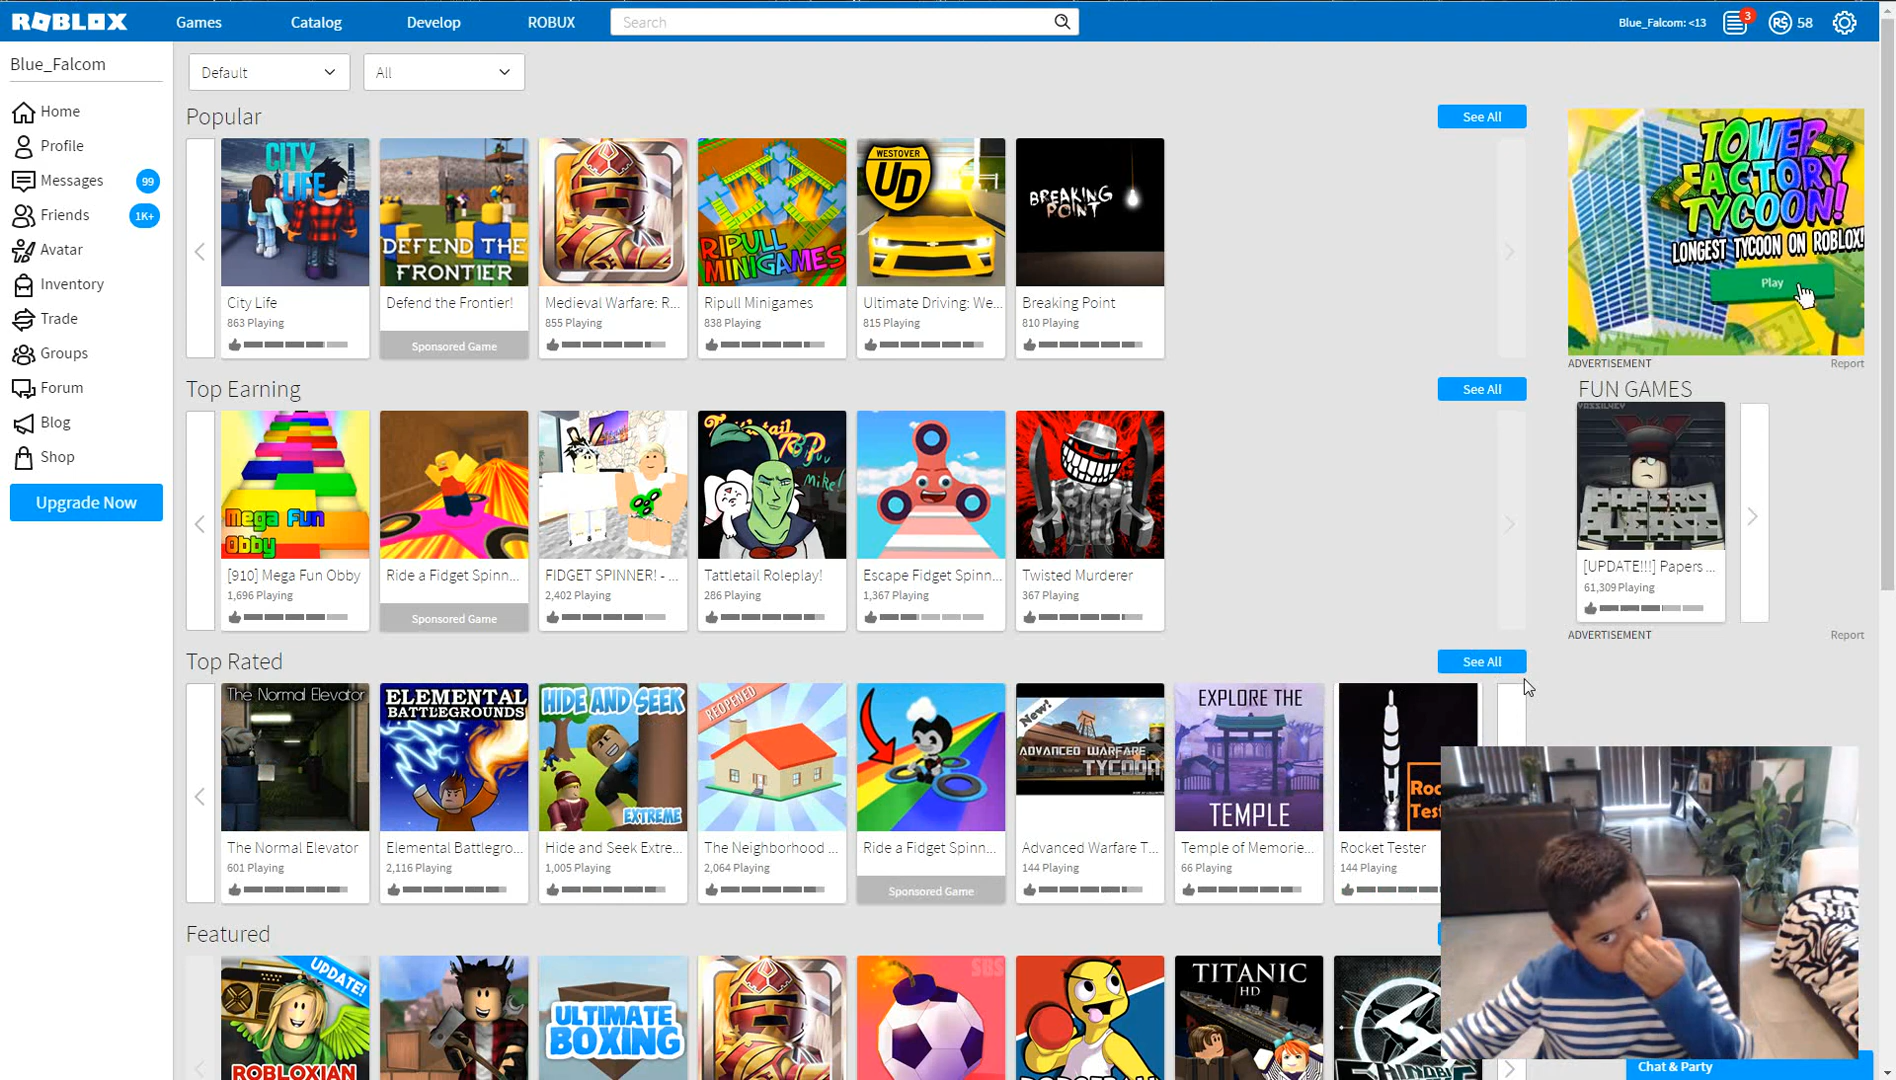 ROBLOX
Games
Catalog
Develop
ROBUX
Search
Blue_Falcom: <13
3
R$ 58
Blue_Falcom
Default
All
Home
Profile
Messages
99
Friends
1K+
Avatar
Inventory
Trade
Groups
Forum
Blog
Shop
Upgrade Now
Popular
See All
CITY
LIFE
DEFEND THE
FRONTIER
RIPULL
MINIGAMES
WESTOVER
UD
BREAKING
POINT
City Life
863 Playing
Defend the Frontier!
Sponsored Game
Medieval Warfare: R...
855 Playing
Ripull Minigames
838 Playing
Ultimate Driving: We...
815 Playing
Breaking Point
810 Playing
TOWER
FACTORY
TYCOON!
LONGEST TYCOON ON ROBLOX!
Play
ADVERTISEMENT
Report
Top Earning
See All
Mega Fun
Obby
Tattletail
RP
Mike!
[910] Mega Fun Obby
1,696 Playing
Ride a Fidget Spinn...
Sponsored Game
FIDGET SPINNER! - ...
2,402 Playing
Tattletail Roleplay!
286 Playing
Escape Fidget Spinn...
1,367 Playing
Twisted Murderer
367 Playing
FUN GAMES
PAPERS
PLEASE
[UPDATE!!!] Papers ...
61,309 Playing
ADVERTISEMENT
Report
Top Rated
See All
The Normal Elevator
ELEMENTAL
BATTLEGROUNDS
HIDE AND SEEK
EXTREME
REOPENED
New!
ADVANCED WARFARE
TYCOON
EXPLORE THE
TEMPLE
The Normal Elevator
601 Playing
Elemental Battlegro...
2,116 Playing
Hide and Seek Extre...
1,005 Playing
The Neighborhood ...
2,064 Playing
Ride a Fidget Spinn...
Sponsored Game
Advanced Warfare T...
144 Playing
Temple of Memorie...
66 Playing
Rocket Tester
144 Playing
Featured
UPDATE!
ROBLOXIAN
ULTIMATE
BOXING
SBS
TITANIC
HD
Chat & Party